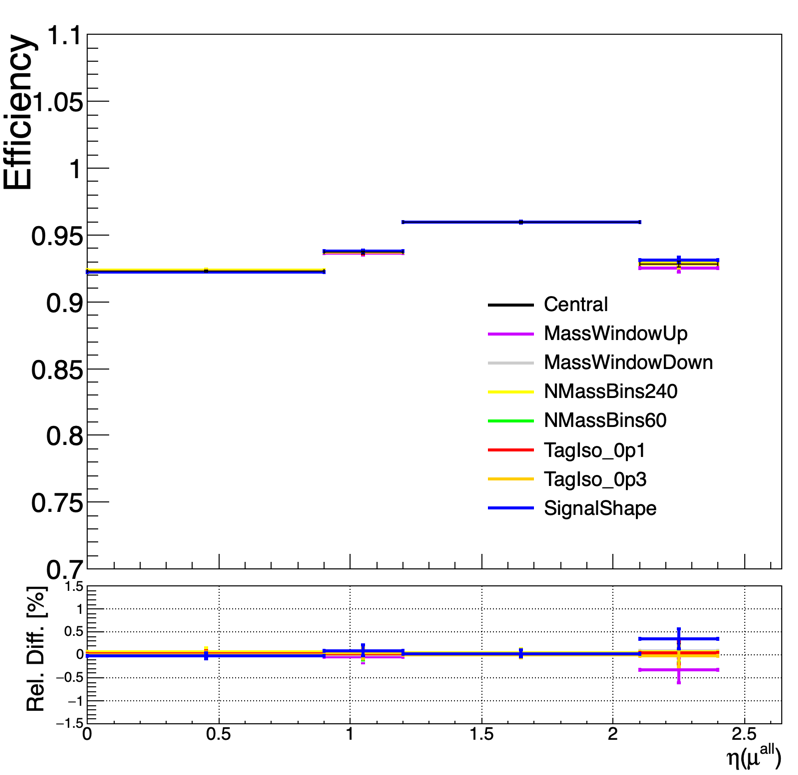 Efficiency
1.1
1.05
1
0.95
0.9
0.85
0.8
0.75
0.7
Central
MassWindowUp
MassWindowDown
NMassBins240
NMassBins60
TagIso_0p1
TagIso_0p3
SignalShape
Rel. Diff. [%]
1.5
1
0.5
0
−0.5
−1
−1.5
0 0.5 1 1.5 2 2.5
η(μ^all)